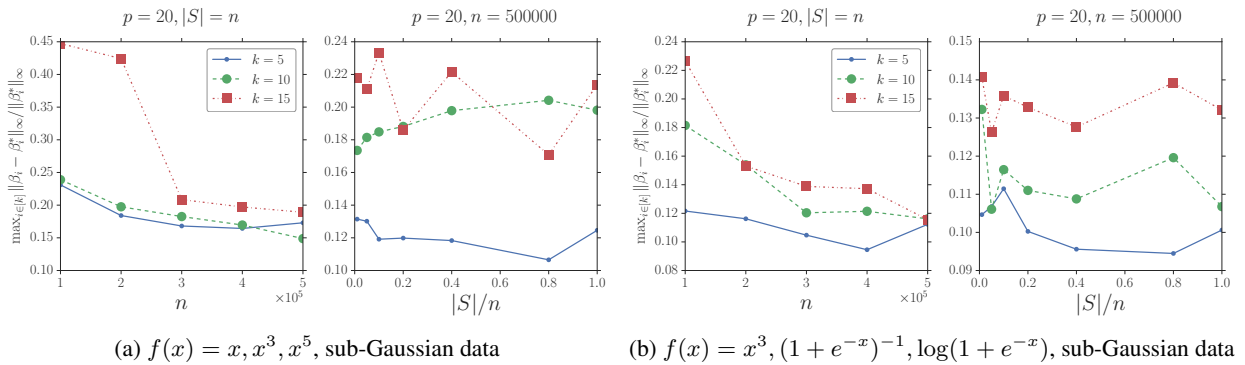 p = 20, |S| = n
0.45
0.40
0.35
0.30
0.25
0.20
0.15
0.10
max_{i∈[k]} ||β_i − β_i^*||_∞/||β_i^*||_∞
k = 5
k = 10
k = 15
1 2 3 4 5
×10^5
n
p = 20, n = 500000
0.24
0.22
0.20
0.18
0.16
0.14
0.12
0.10
0.0 0.2 0.4 0.6 0.8 1.0
|S|/n
p = 20, |S| = n
0.24
0.22
0.20
0.18
0.16
0.14
0.12
0.10
0.08
max_{i∈[k]} ||β_i − β_i^*||_∞/||β_i^*||_∞
k = 5
k = 10
k = 15
1 2 3 4 5
×10^5
n
p = 20, n = 500000
0.15
0.14
0.13
0.12
0.11
0.10
0.09
0.0 0.2 0.4 0.6 0.8 1.0
|S|/n
(a) f(x) = x, x^3, x^5, sub-Gaussian data
(b) f(x) = x^3, (1 + e^{−x})^{−1}, log(1 + e^{−x}), sub-Gaussian data